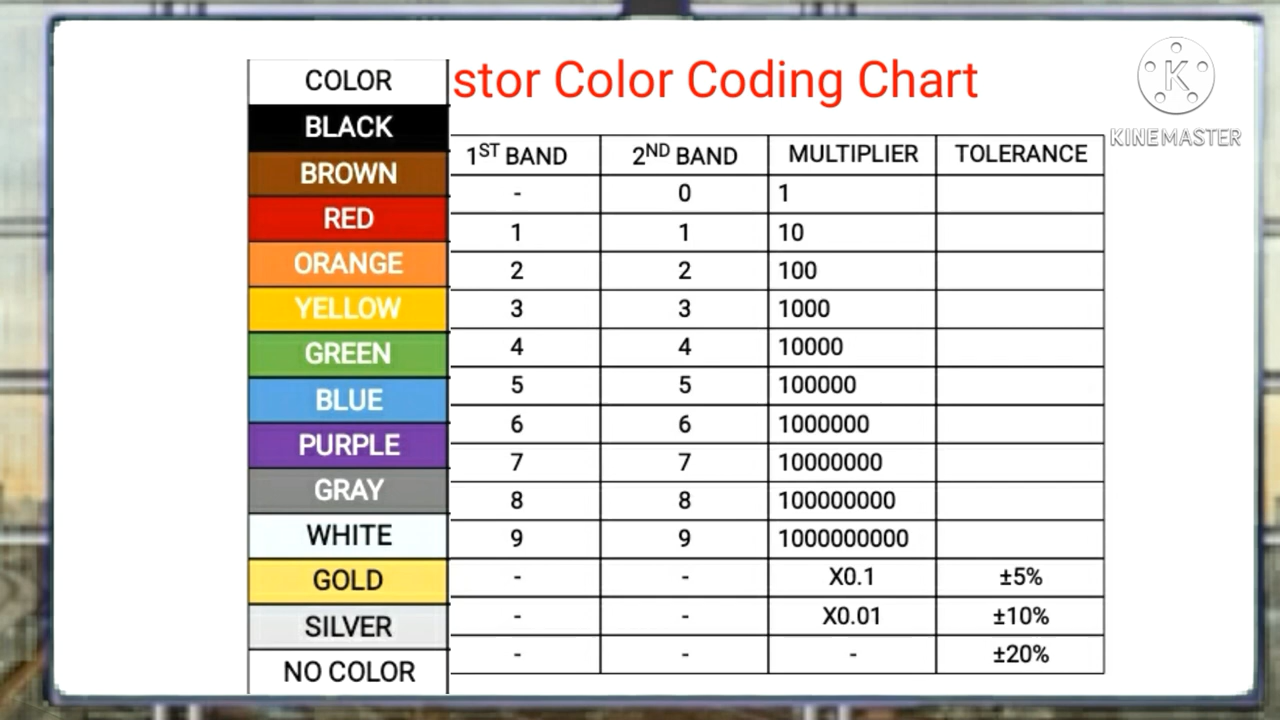 stor Color Coding Chart
KINEMASTER
COLOR
BLACK
BROWN
RED
ORANGE
YELLOW
GREEN
BLUE
PURPLE
GRAY
WHITE
GOLD
SILVER
NO COLOR
1ST BAND 2ND BAND MULTIPLIER TOLERANCE
- 0 1
1 1 10
2 2 100
3 3 1000
4 4 10000
5 5 100000
6 6 1000000
7 7 10000000
8 8 100000000
9 9 1000000000
- - X0.1 ±5%
- - X0.01 ±10%
- - - ±20%